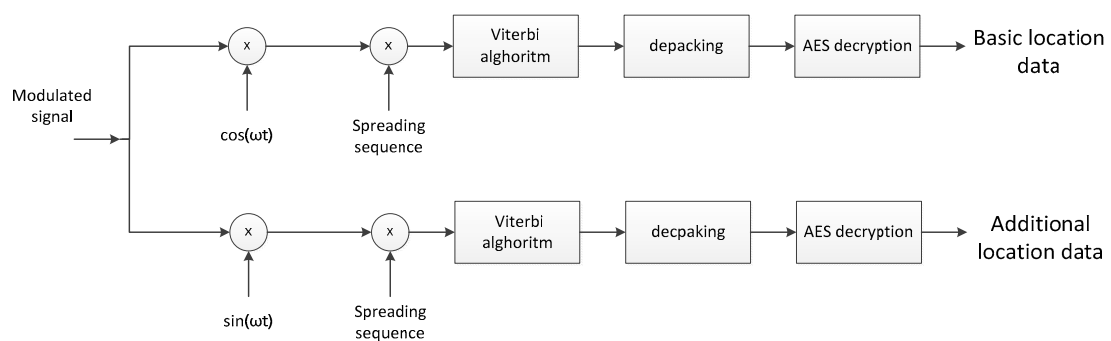 Modulated
signal
x
cos(ωt)
x
Spreading
sequence
Viterbi
alghoritm
depacking
AES decryption
Basic location
data
x
sin(ωt)
x
Spreading
sequence
Viterbi
alghoritm
decpaking
AES decryption
Additional
location data